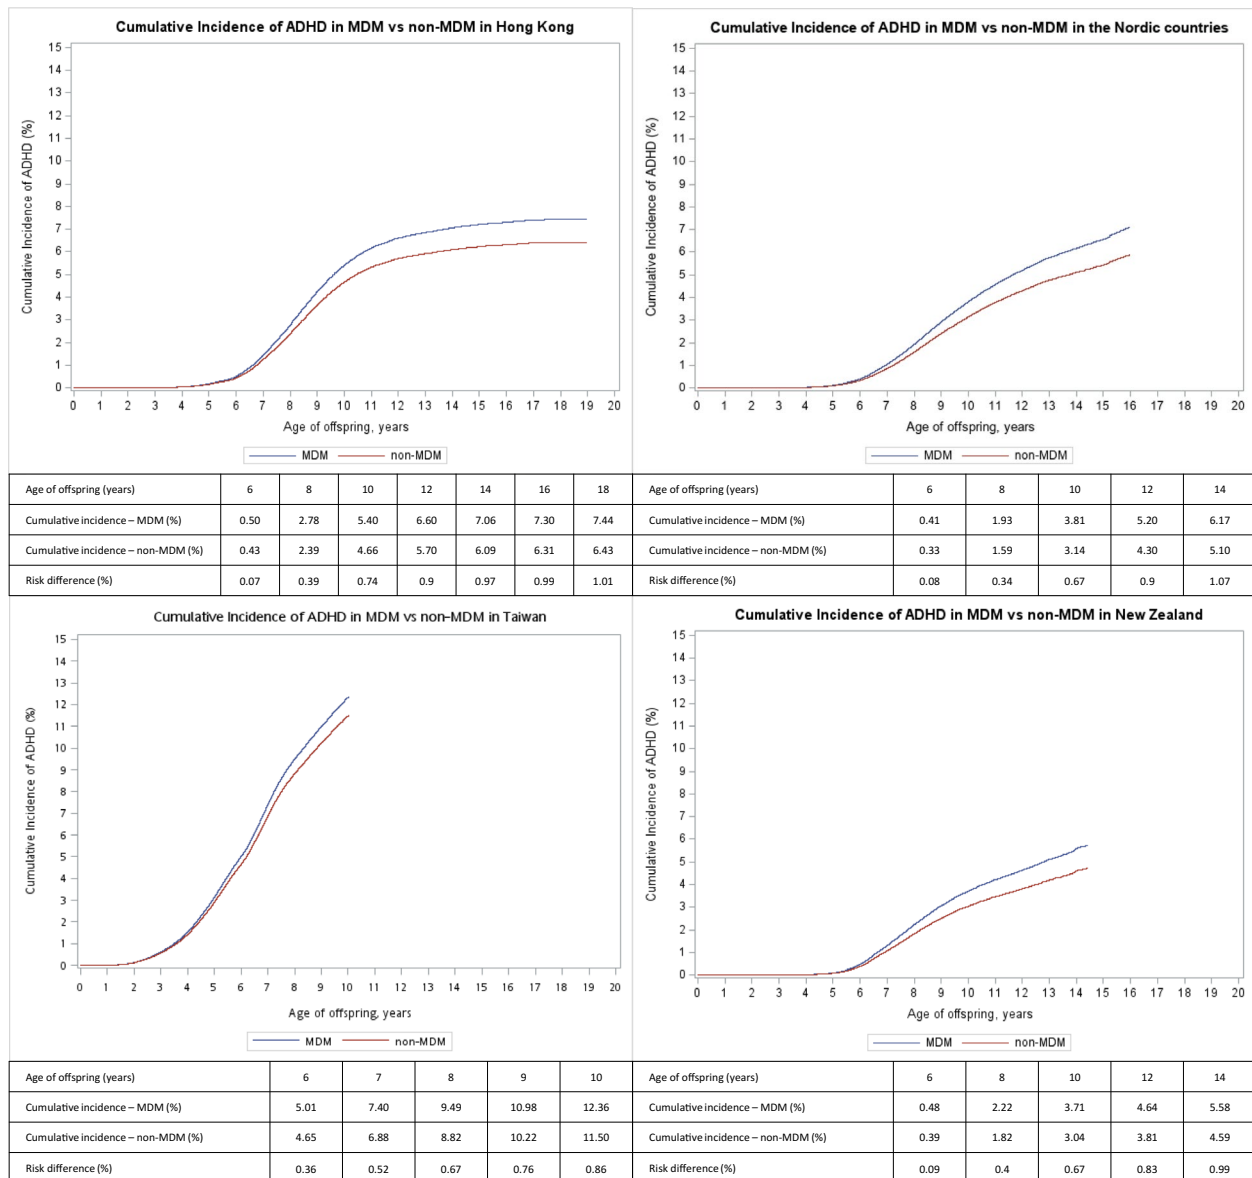 Cumulative Incidence of ADHD in MDM vs non-MDM in Hong Kong
Cumulative Incidence of ADHD (%)
15
14
13
12
11
10
9
8
7
6
5
4
3
2
1
0
0 1 2 3 4 5 6 7 8 9 10 11 12 13 14 15 16 17 18 19 20
Age of offspring, years
MDM non-MDM
Age of offspring (years) 6 8 10 12 14 16 18
Cumulative incidence – MDM (%) 0.50 2.78 5.40 6.60 7.06 7.30 7.44
Cumulative incidence – non-MDM (%) 0.43 2.39 4.66 5.70 6.09 6.31 6.43
Risk difference (%) 0.07 0.39 0.74 0.9 0.97 0.99 1.01
Cumulative Incidence of ADHD in MDM vs non-MDM in the Nordic countries
Cumulative Incidence of ADHD (%)
15
14
13
12
11
10
9
8
7
6
5
4
3
2
1
0
0 1 2 3 4 5 6 7 8 9 10 11 12 13 14 15 16 17 18 19 20
Age of offspring, years
MDM non-MDM
Age of offspring (years) 6 8 10 12 14
Cumulative incidence – MDM (%) 0.41 1.93 3.81 5.20 6.17
Cumulative incidence – non-MDM (%) 0.33 1.59 3.14 4.30 5.10
Risk difference (%) 0.08 0.34 0.67 0.9 1.07
Cumulative Incidence of ADHD in MDM vs non-MDM in Taiwan
Cumulative Incidence of ADHD (%)
15
14
13
12
11
10
9
8
7
6
5
4
3
2
1
0
0 1 2 3 4 5 6 7 8 9 10 11 12 13 14 15 16 17 18 19 20
Age of offspring, years
MDM non-MDM
Age of offspring (years) 6 7 8 9 10
Cumulative incidence – MDM (%) 5.01 7.40 9.49 10.98 12.36
Cumulative incidence – non-MDM (%) 4.65 6.88 8.82 10.22 11.50
Risk difference (%) 0.36 0.52 0.67 0.76 0.86
Cumulative Incidence of ADHD in MDM vs non-MDM in New Zealand
Cumulative Incidence of ADHD (%)
15
14
13
12
11
10
9
8
7
6
5
4
3
2
1
0
0 1 2 3 4 5 6 7 8 9 10 11 12 13 14 15 16 17 18 19 20
Age of offspring, years
MDM non-MDM
Age of offspring (years) 6 8 10 12 14
Cumulative incidence – MDM (%) 0.48 2.22 3.71 4.64 5.58
Cumulative incidence – non-MDM (%) 0.39 1.82 3.04 3.81 4.59
Risk difference (%) 0.09 0.4 0.67 0.83 0.99